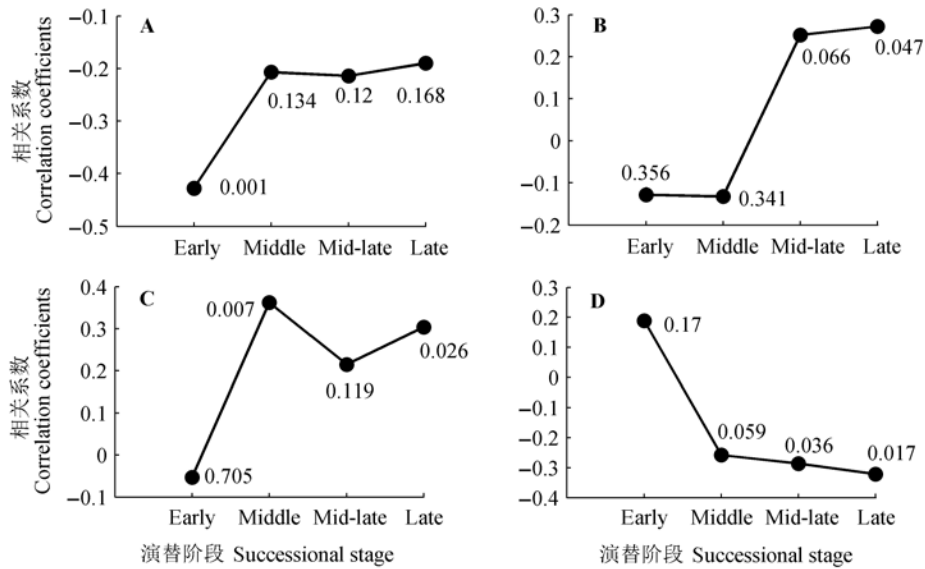 A
相关系数
Correlation coefficients
−0.1
−0.2
−0.3
−0.4
−0.5
0.001
0.134
0.12
0.168
Early
Middle
Mid-late
Late
B
0.3
0.2
0.1
0
−0.1
−0.2
0.356
0.341
0.066
0.047
Early
Middle
Mid-late
Late
C
相关系数
Correlation coefficients
0.4
0.3
0.2
0.1
0
−0.1
0.705
0.007
0.119
0.026
Early
Middle
Mid-late
Late
演替阶段 Successional stage
D
0.3
0.2
0.1
0
−0.1
−0.2
−0.3
−0.4
0.17
0.059
0.036
0.017
Early
Middle
Mid-late
Late
演替阶段 Successional stage